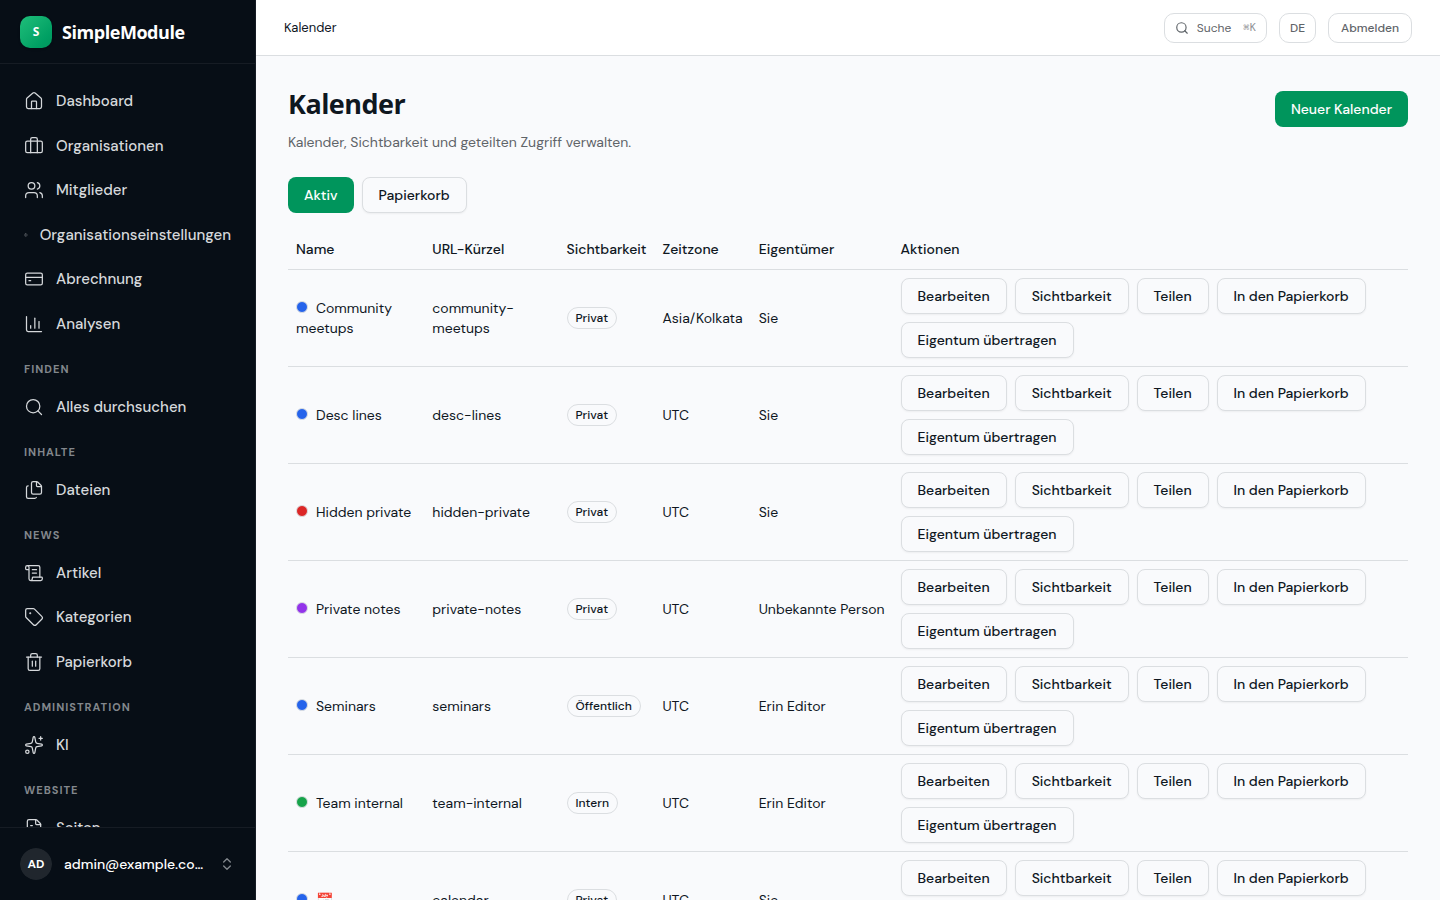 S
SimpleModule
Dashboard
Organisationen
Mitglieder
Organisationseinstellungen
Abrechnung
Analysen
FINDEN
Alles durchsuchen
INHALTE
Dateien
NEWS
Artikel
Kategorien
Papierkorb
ADMINISTRATION
KI
WEBSITE
Seiten
AD
admin@example.co...
Kalender
Suche ⌘K
DE
Abmelden
Kalender
Kalender, Sichtbarkeit und geteilten Zugriff verwalten.
Neuer Kalender
Aktiv
Papierkorb
Name URL-Kürzel Sichtbarkeit Zeitzone Eigentümer Aktionen
Community meetups community-meetups Privat Asia/Kolkata Sie Bearbeiten Sichtbarkeit Teilen In den Papierkorb
Eigentum übertragen
Desc lines desc-lines Privat UTC Sie Bearbeiten Sichtbarkeit Teilen In den Papierkorb
Eigentum übertragen
Hidden private hidden-private Privat UTC Sie Bearbeiten Sichtbarkeit Teilen In den Papierkorb
Eigentum übertragen
Private notes private-notes Privat UTC Unbekannte Person Bearbeiten Sichtbarkeit Teilen In den Papierkorb
Eigentum übertragen
Seminars seminars Öffentlich UTC Erin Editor Bearbeiten Sichtbarkeit Teilen In den Papierkorb
Eigentum übertragen
Team internal team-internal Intern UTC Erin Editor Bearbeiten Sichtbarkeit Teilen In den Papierkorb
Eigentum übertragen
calendar Privat UTC Sie Bearbeiten Sichtbarkeit Teilen In den Papierkorb